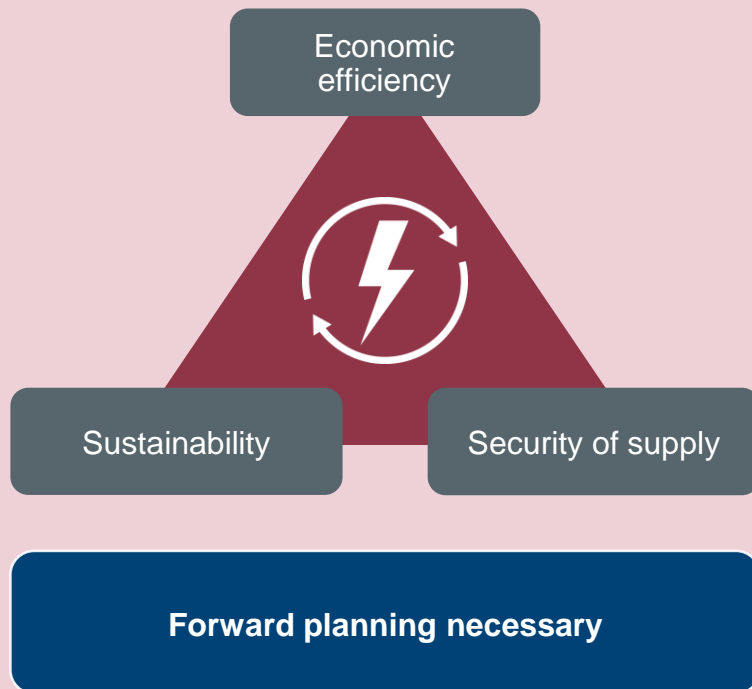 Economic
efficiency
Sustainability
Security of supply
Forward planning necessary